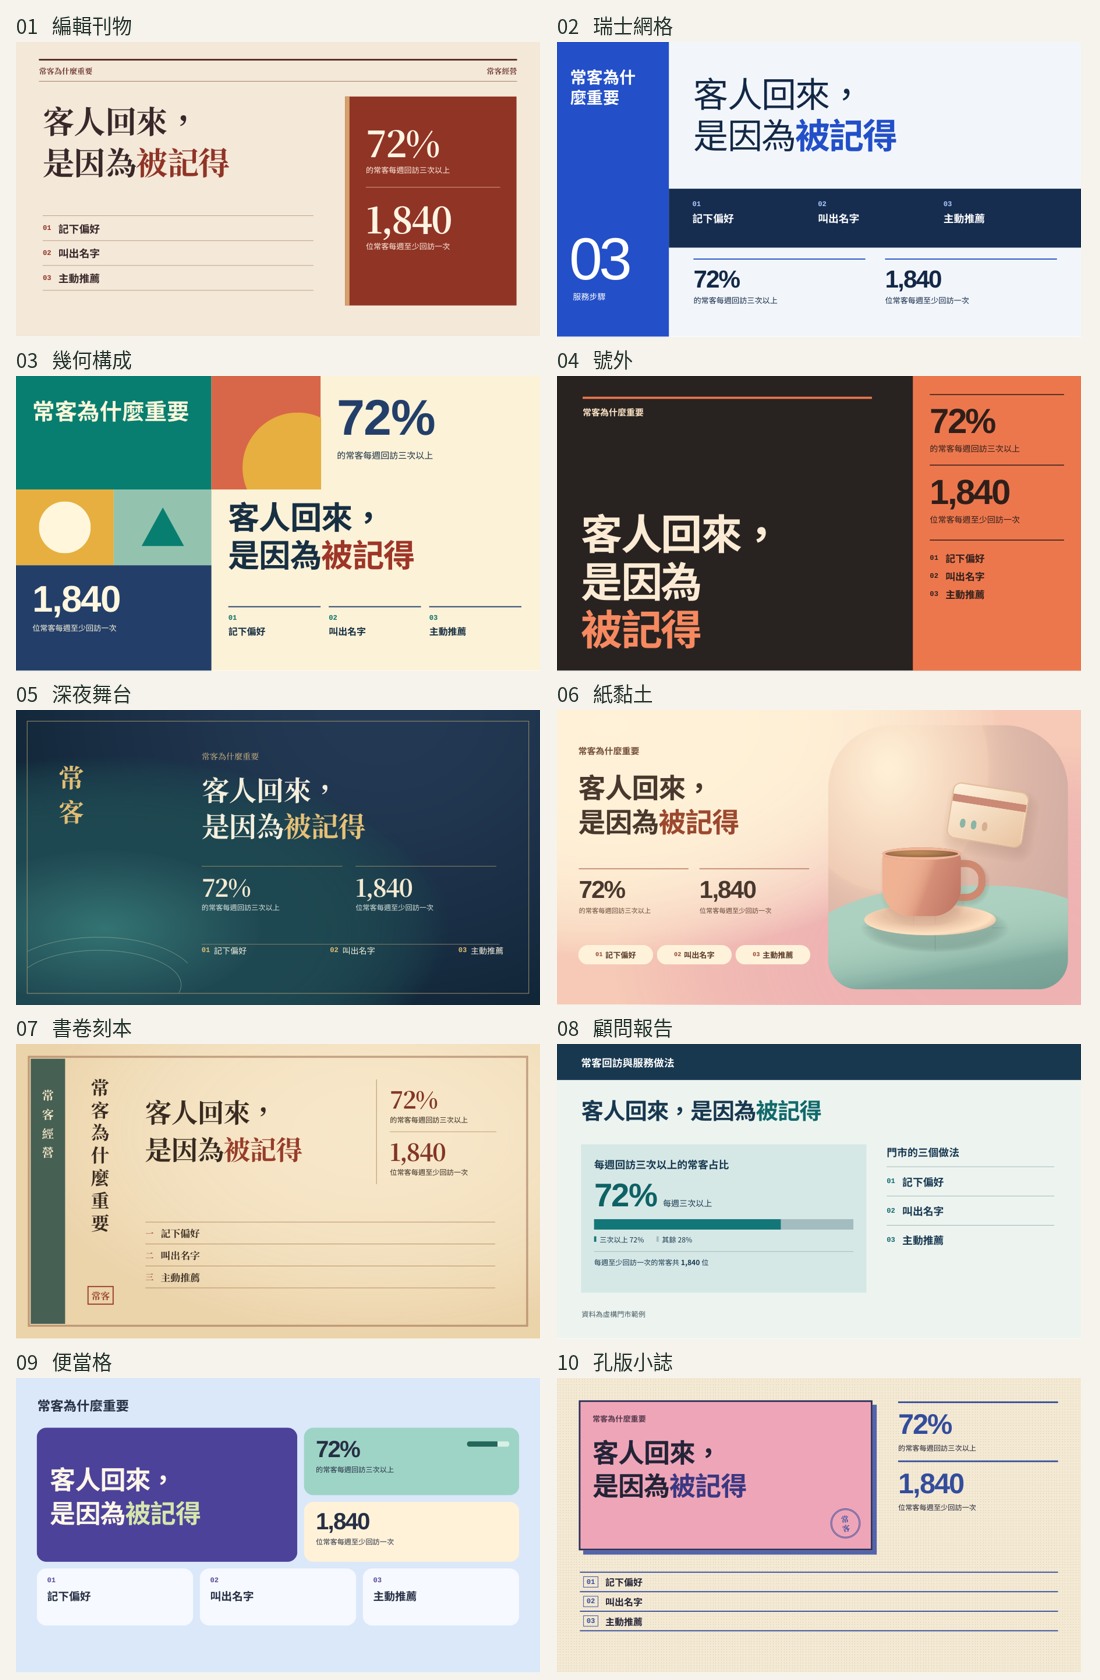 01 編輯刊物
常客為什麼重要
常客經營
客人回來，
是因為被記得
01 記下偏好
02 叫出名字
03 主動推薦
72%
的常客每週回訪三次以上
1,840
位常客每週至少回訪一次
02 瑞士網格
常客為什
麼重要
03
服務步驟
客人回來，
是因為被記得
01
記下偏好
02
叫出名字
03
主動推薦
72%
的常客每週回訪三次以上
1,840
位常客每週至少回訪一次
03 幾何構成
常客為什麼重要
72%
的常客每週回訪三次以上
客人回來，
是因為被記得
1,840
位常客每週至少回訪一次
01
記下偏好
02
叫出名字
03
主動推薦
04 號外
常客為什麼重要
客人回來，
是因為
被記得
72%
的常客每週回訪三次以上
1,840
位常客每週至少回訪一次
01 記下偏好
02 叫出名字
03 主動推薦
05 深夜舞台
常
客
常客為什麼重要
客人回來，
是因為被記得
72%
的常客每週回訪三次以上
1,840
位常客每週至少回訪一次
01 記下偏好
02 叫出名字
03 主動推薦
06 紙黏土
常客為什麼重要
客人回來，
是因為被記得
72%
的常客每週回訪三次以上
1,840
位常客每週至少回訪一次
01 記下偏好
02 叫出名字
03 主動推薦
07 書卷刻本
常客經營
常客為什麼重要
常客
客人回來，
是因為被記得
72%
的常客每週回訪三次以上
1,840
位常客每週至少回訪一次
一 記下偏好
二 叫出名字
三 主動推薦
08 顧問報告
常客回訪與服務做法
客人回來，是因為被記得
每週回訪三次以上的常客占比
72% 每週三次以上
三次以上 72% 其餘 28%
每週至少回訪一次的常客共 1,840 位
門市的三個做法
01 記下偏好
02 叫出名字
03 主動推薦
資料為虛構門市範例
09 便當格
常客為什麼重要
客人回來，
是因為被記得
72%
的常客每週回訪三次以上
1,840
位常客每週至少回訪一次
01
記下偏好
02
叫出名字
03
主動推薦
10 孔版小誌
常客為什麼重要
客人回來，
是因為被記得
常
客
72%
的常客每週回訪三次以上
1,840
位常客每週至少回訪一次
01 記下偏好
02 叫出名字
03 主動推薦